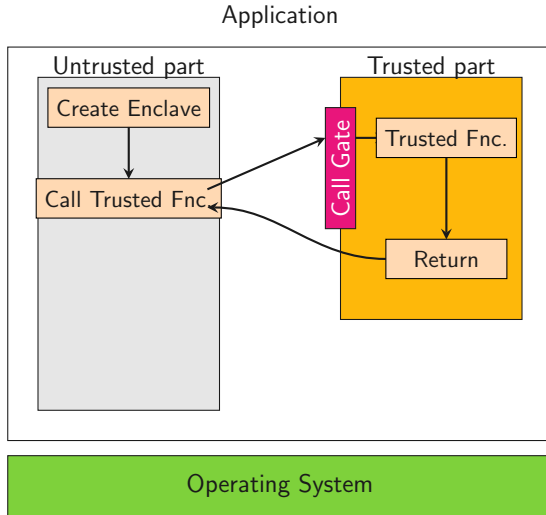 Application
Untrusted part
Trusted part
Create Enclave
Call Gate
Trusted Fnc.
Call Trusted Fnc.
Return
Operating System